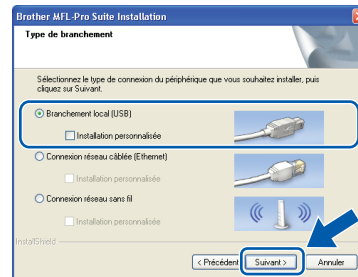 Brother MFL-Pro Suite Installation
Type de branchement
Sélectionnez le type de connexion du périphérique que vous souhaitez installer, puis
cliquez sur Suivant.
Branchement local (USB)
Installation personnalisée
Connexion réseau câblée (Ethernet)
Installation personnalisée
Connexion réseau sans fil
Installation personnalisée
InstallShield
< Précédent
Suivant >
Annuler